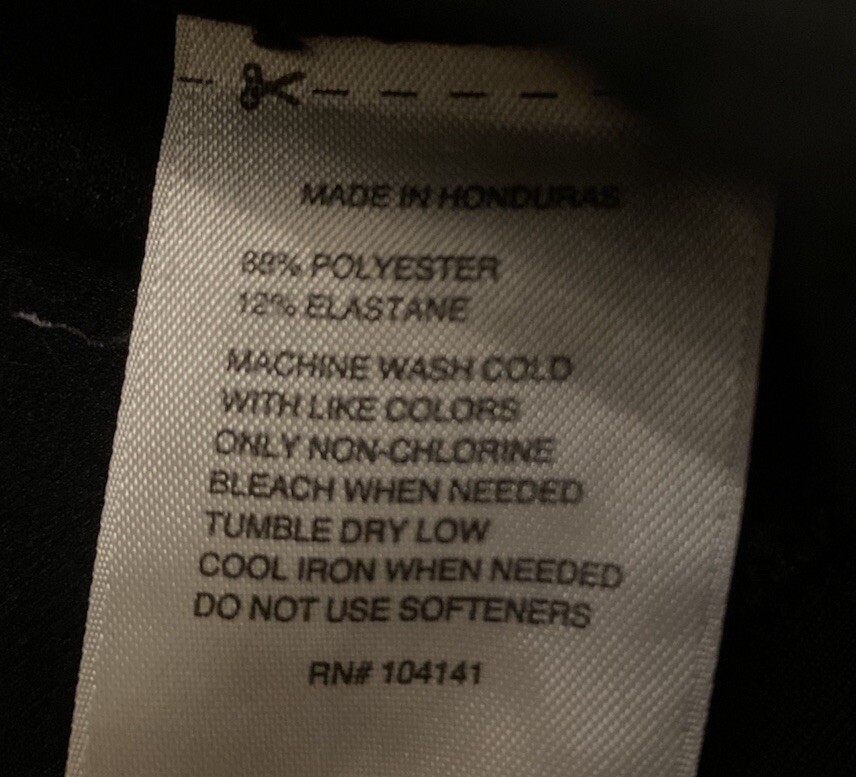 MADE IN HONDURAS
88% POLYESTER
12% ELASTANE
MACHINE WASH COLD
WITH LIKE COLORS
ONLY NON-CHLORINE
BLEACH WHEN NEEDED
TUMBLE DRY LOW
COOL IRON WHEN NEEDED
DO NOT USE SOFTENERS
RN# 104141